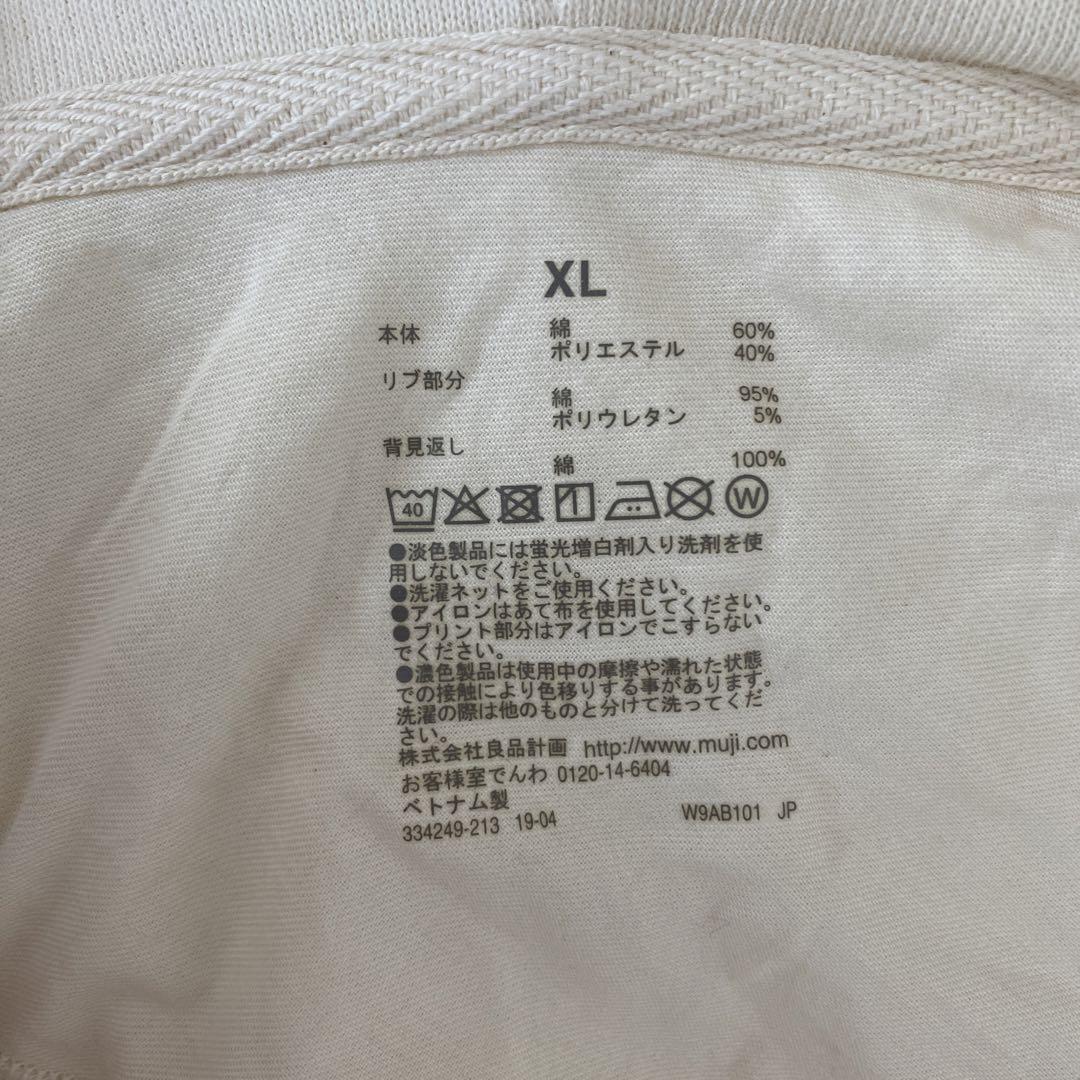 XL
本体 綿 60%
ポリエステル 40%
リブ部分
綿 95%
ポリウレタン 5%
背見返し
綿 100%
40 W
●淡色製品には蛍光増白剤入り洗剤を使
用しないでください。
●洗濯ネットをご使用ください。
●アイロンはあて布を使用してください。
●プリント部分はアイロンでこすらない
でください。
●濃色製品は使用中の摩擦や濡れた状態
での接触により色移りする事があります。
洗濯の際は他のものと分けて洗ってくだ
さい。
株式会社良品計画 http://www.muji.com
お客様室でんわ 0120-14-6404
ベトナム製
334249-213 19-04 W9AB101 JP